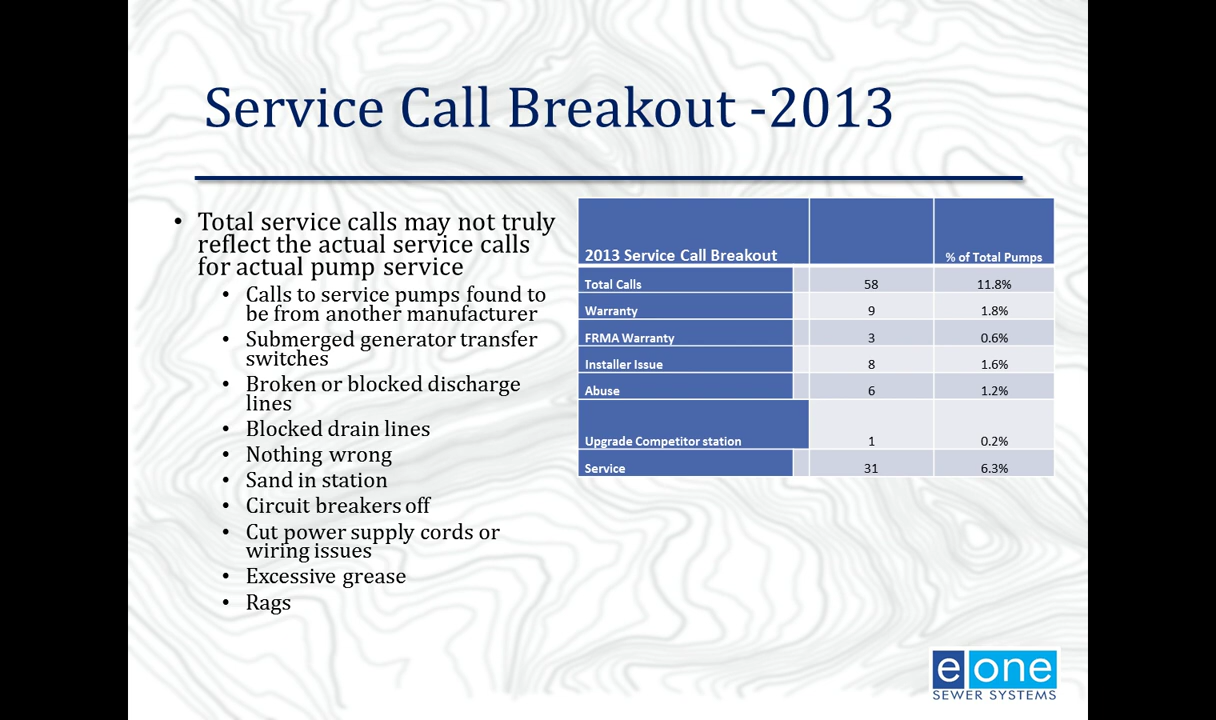 Service Call Breakout -2013
• Total service calls may not truly
reflect the actual service calls
for actual pump service
• Calls to service pumps found to
be from another manufacturer
• Submerged generator transfer
switches
• Broken or blocked discharge
lines
• Blocked drain lines
• Nothing wrong
• Sand in station
• Circuit breakers off
• Cut power supply cords or
wiring issues
• Excessive grease
• Rags
2013 Service Call Breakout % of Total Pumps
Total Calls 58 11.8%
Warranty 9 1.8%
FRMA Warranty 3 0.6%
Installer Issue 8 1.6%
Abuse 6 1.2%
Upgrade Competitor station 1 0.2%
Service 31 6.3%
e one
SEWER SYSTEMS